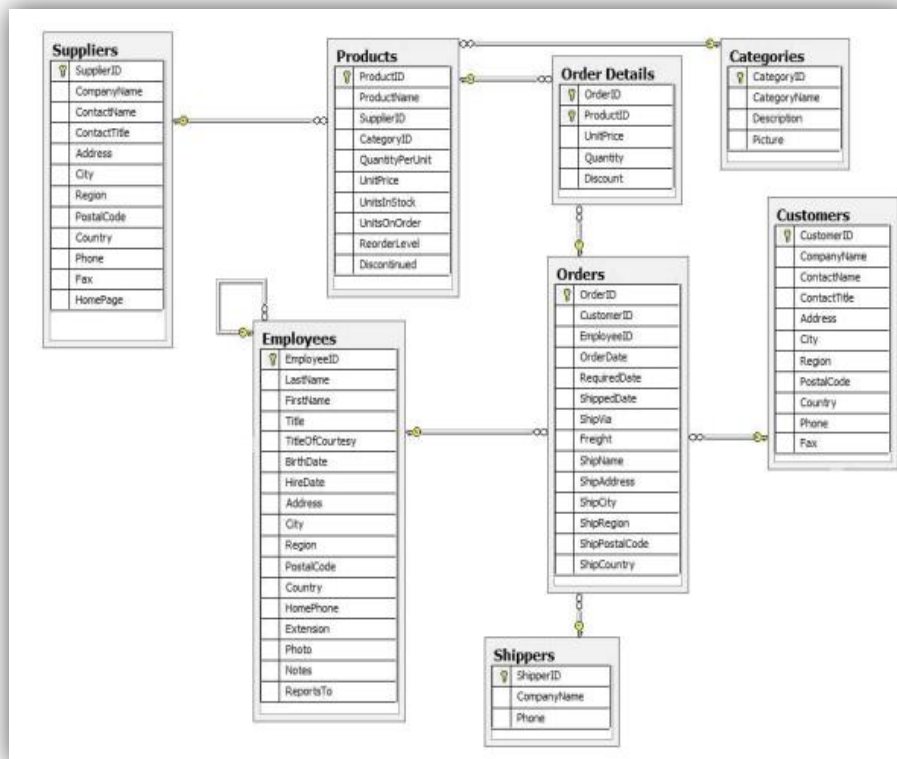 Suppliers
SupplierID
CompanyName
ContactName
ContactTitle
Address
City
Region
PostalCode
Country
Phone
Fax
HomePage
Products
ProductID
ProductName
SupplierID
CategoryID
QuantityPerUnit
UnitPrice
UnitsInStock
UnitsOnOrder
ReorderLevel
Discontinued
Order Details
OrderID
ProductID
UnitPrice
Quantity
Discount
Categories
CategoryID
CategoryName
Description
Picture
Customers
CustomerID
CompanyName
ContactName
ContactTitle
Address
City
Region
PostalCode
Country
Phone
Fax
Employees
EmployeeID
LastName
FirstName
Title
TitleOfCourtesy
BirthDate
HireDate
Address
City
Region
PostalCode
Country
HomePhone
Extension
Photo
Notes
ReportsTo
Orders
OrderID
CustomerID
EmployeeID
OrderDate
RequiredDate
ShippedDate
ShipVia
Freight
ShipName
ShipAddress
ShipCity
ShipRegion
ShipPostalCode
ShipCountry
Shippers
ShipperID
CompanyName
Phone